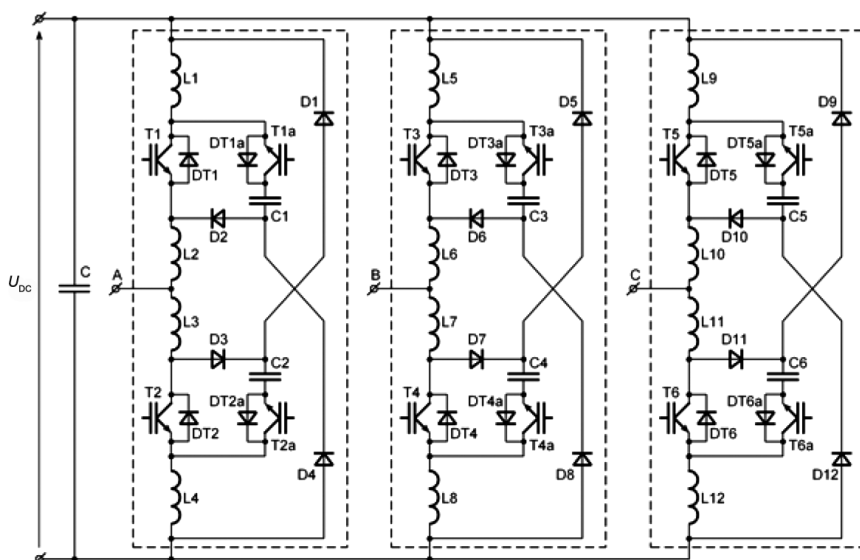 L1
D1
T1
DT1a
T1a
DT1
C1
D2
L2
A
L3
D3
C2
T2
DT2a
DT2
T2a
L4
D4
L5
D5
T3
DT3a
T3a
DT3
C3
D6
L6
B
L7
D7
C4
T4
DT4a
DT4
T4a
L8
D8
L9
D9
T5
DT5a
T5a
DT5
C5
D10
L10
C
L11
D11
C6
T6
DT6a
DT6
T6a
L12
D12
UDC
C